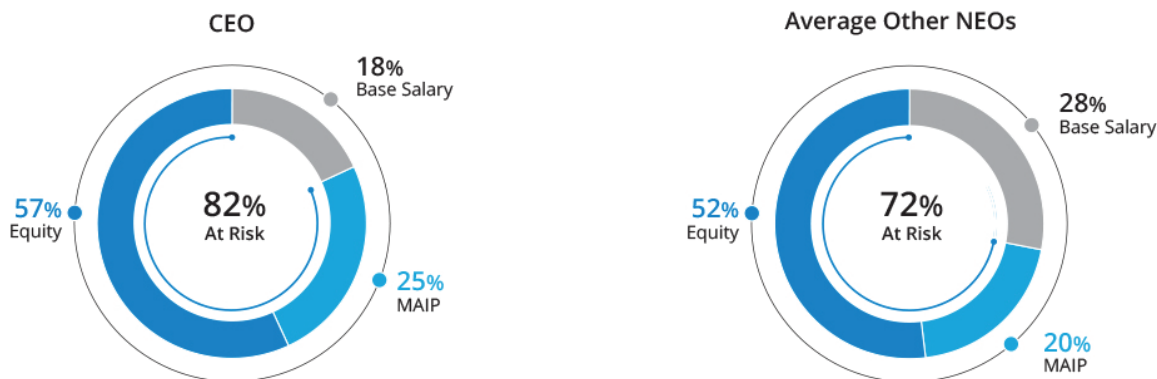 CEO
18%
Base Salary
57%
Equity
82%
At Risk
25%
MAIP
Average Other NEOs
28%
Base Salary
52%
Equity
72%
At Risk
20%
MAIP